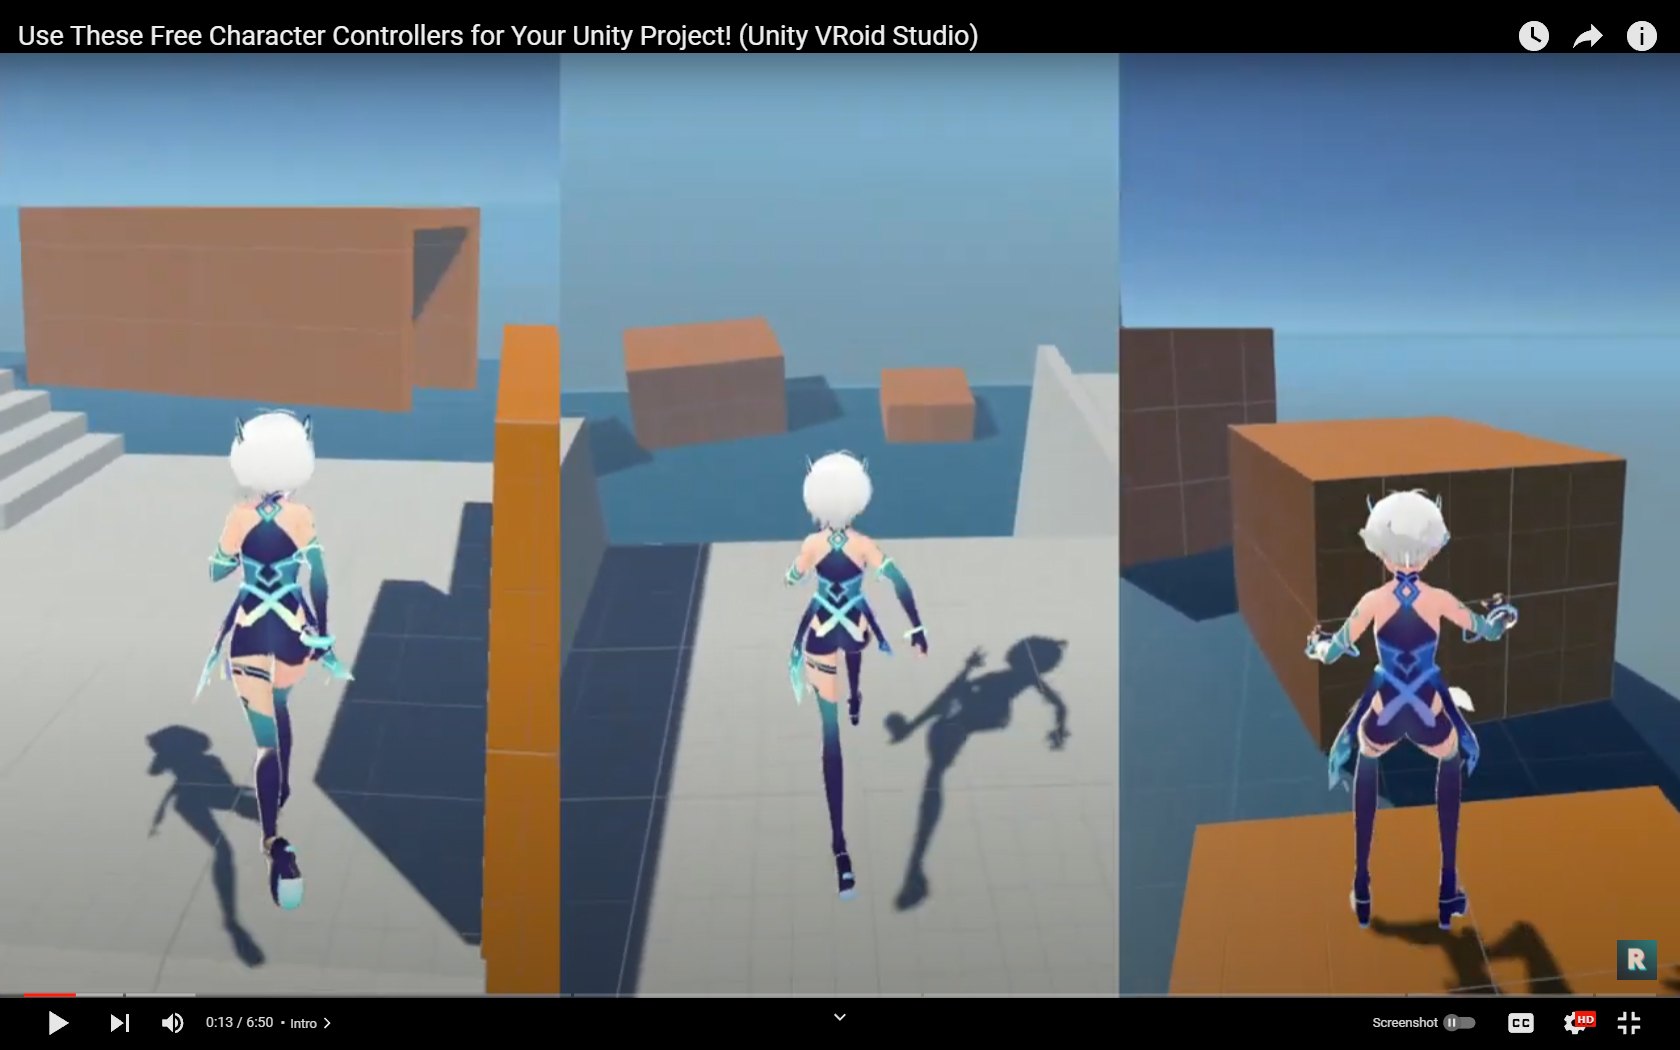 Use These Free Character Controllers for Your Unity Project! (Unity VRoid Studio)
R
0:13 / 6:50 • Intro
Screenshot
CC
HD